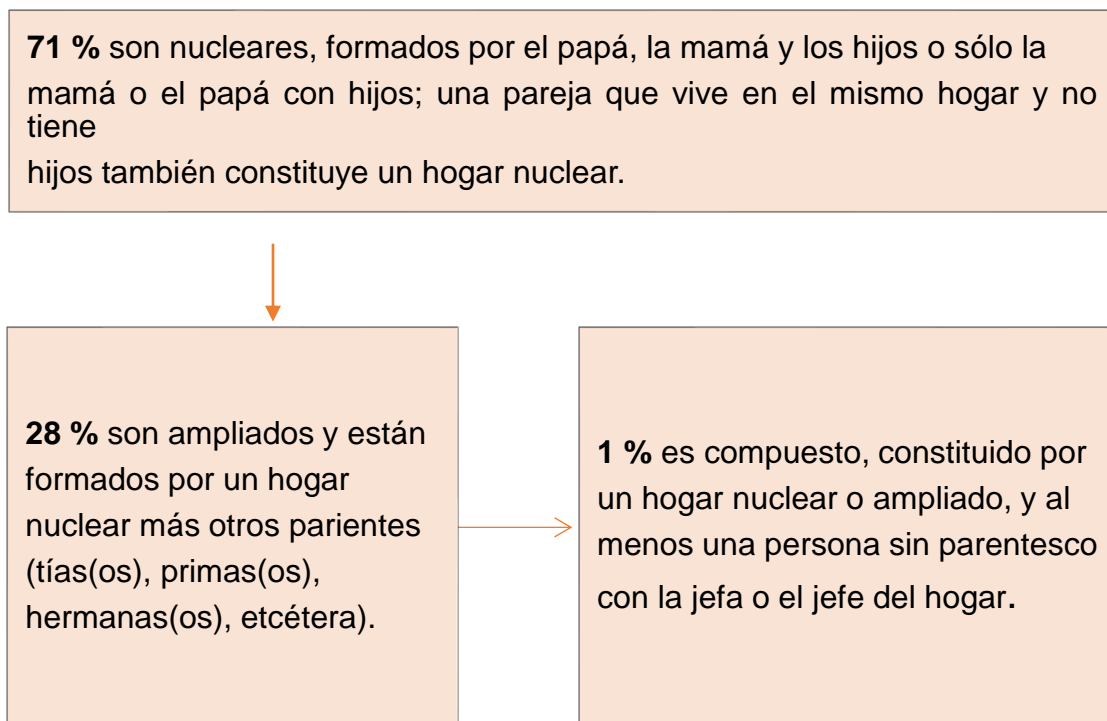 71 % son nucleares, formados por el papá, la mamá y los hijos o sólo la
mamá o el papá con hijos; una pareja que vive en el mismo hogar y no
tiene
hijos también constituye un hogar nuclear.
28 % son ampliados y están
formados por un hogar
nuclear más otros parientes
(tías(os), primas(os),
hermanas(os), etcétera).
1 % es compuesto, constituido por
un hogar nuclear o ampliado, y al
menos una persona sin parentesco
con la jefa o el jefe del hogar.